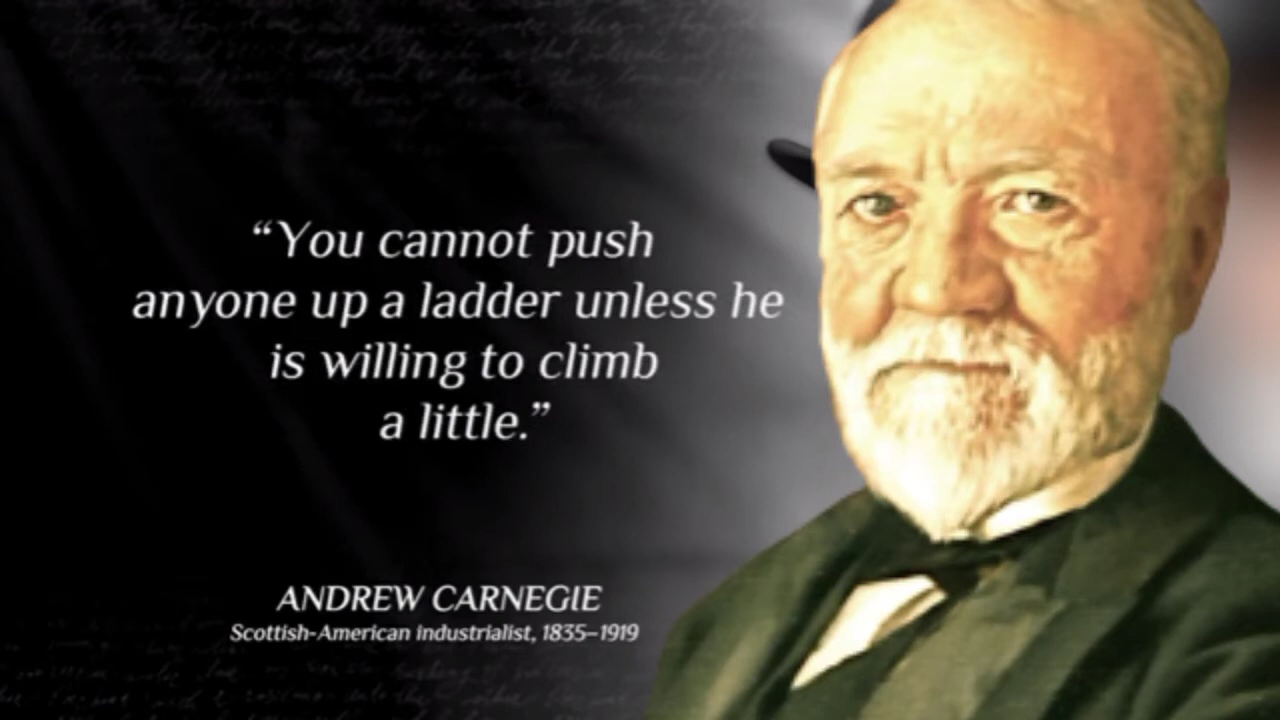 “You cannot push
anyone up a ladder unless he
is willing to climb
a little.”
ANDREW CARNEGIE
Scottish-American industrialist, 1835–1919